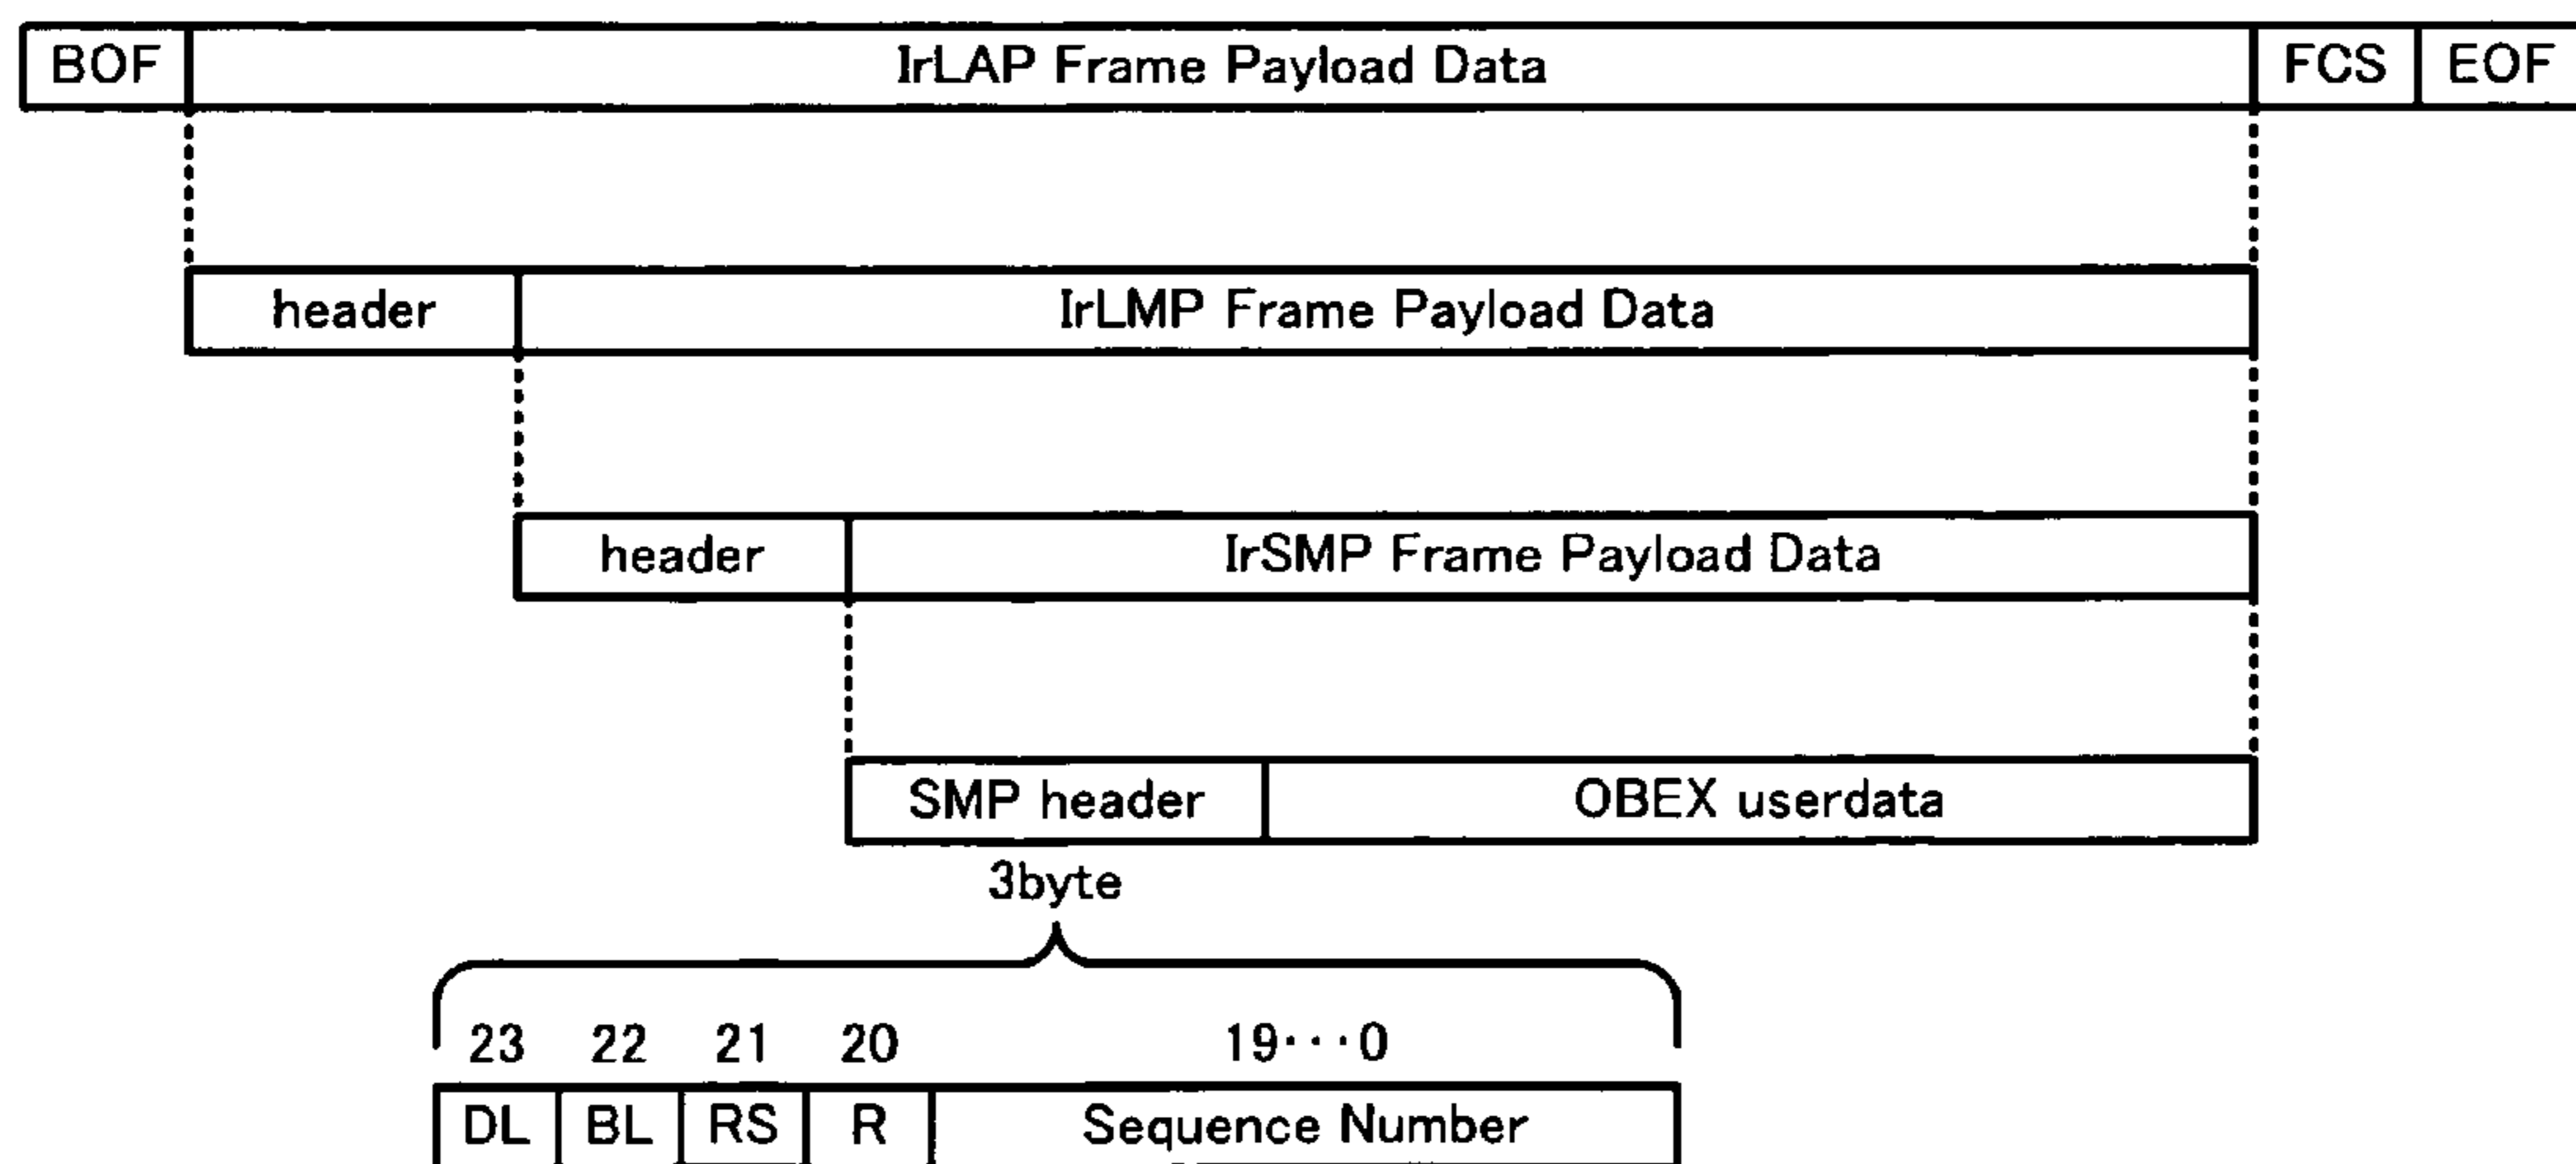 BOF IrLAP Frame Payload Data FCS EOF
header IrLMP Frame Payload Data
header IrSMP Frame Payload Data
SMP header OBEX userdata
3byte
23 22 21 20 19···0
DL BL RS R Sequence Number